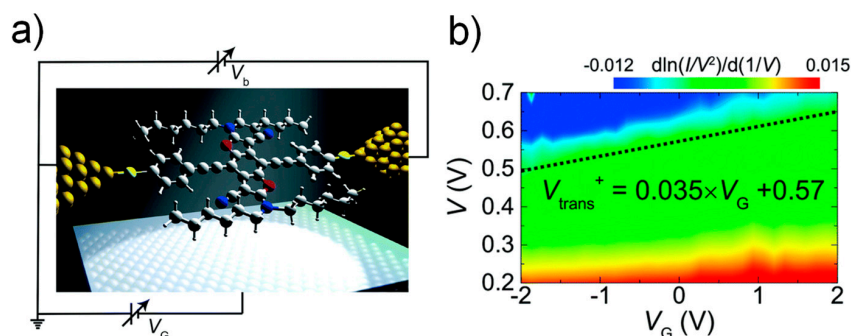 a)
V_b
V_G
b)
dln(I/V²)/d(1/V)
-0.012 0.015
0.7
0.6
0.5
0.4
0.3
0.2
V (V)
V_trans⁺ = 0.035×V_G +0.57
-2 -1 0 1 2
V_G (V)